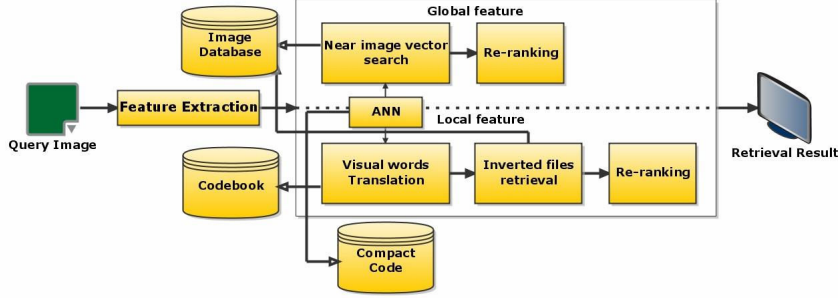 Global feature
Image
Database
Near image vector
search
Re-ranking
Query Image
Feature Extraction
ANN
Local feature
Retrieval Result
Codebook
Visual words
Translation
Inverted files
retrieval
Re-ranking
Compact
Code